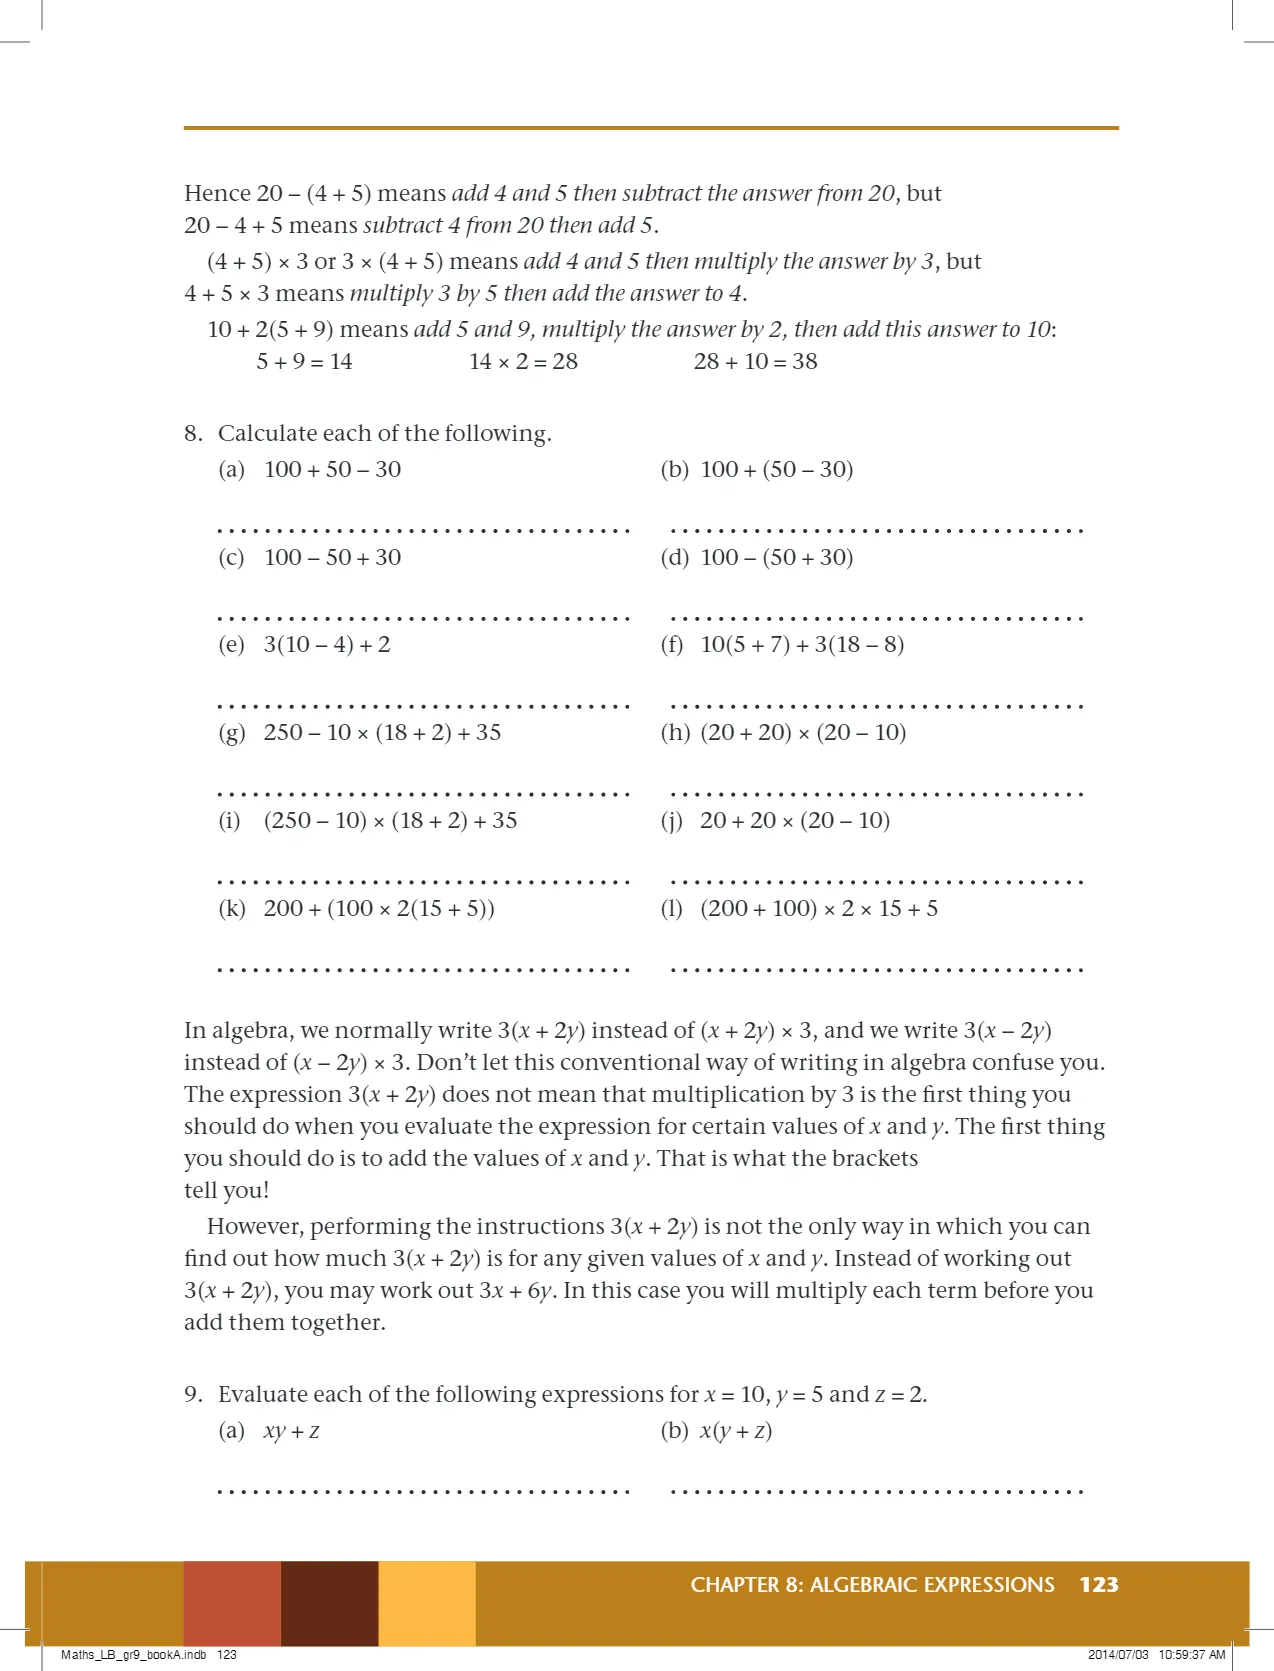 Hence 20 – (4 + 5) means add 4 and 5 then subtract the answer from 20, but
20 – 4 + 5 means subtract 4 from 20 then add 5.
(4 + 5) × 3 or 3 × (4 + 5) means add 4 and 5 then multiply the answer by 3, but
4 + 5 × 3 means multiply 3 by 5 then add the answer to 4.
10 + 2(5 + 9) means add 5 and 9, multiply the answer by 2, then add this answer to 10:
5 + 9 = 14 14 × 2 = 28 28 + 10 = 38
8. Calculate each of the following.
(a) 100 + 50 – 30 (b) 100 + (50 – 30)
(c) 100 – 50 + 30 (d) 100 – (50 + 30)
(e) 3(10 – 4) + 2 (f) 10(5 + 7) + 3(18 – 8)
(g) 250 – 10 × (18 + 2) + 35 (h) (20 + 20) × (20 – 10)
(i) (250 – 10) × (18 + 2) + 35 (j) 20 + 20 × (20 – 10)
(k) 200 + (100 × 2(15 + 5)) (l) (200 + 100) × 2 × 15 + 5
In algebra, we normally write 3(x + 2y) instead of (x + 2y) × 3, and we write 3(x – 2y)
instead of (x – 2y) × 3. Don’t let this conventional way of writing in algebra confuse you.
The expression 3(x + 2y) does not mean that multiplication by 3 is the first thing you
should do when you evaluate the expression for certain values of x and y. The first thing
you should do is to add the values of x and y. That is what the brackets
tell you!
However, performing the instructions 3(x + 2y) is not the only way in which you can
find out how much 3(x + 2y) is for any given values of x and y. Instead of working out
3(x + 2y), you may work out 3x + 6y. In this case you will multiply each term before you
add them together.
9. Evaluate each of the following expressions for x = 10, y = 5 and z = 2.
(a) xy + z (b) x(y + z)
CHAPTER 8: ALGEBRAIC EXPRESSIONS 123
Maths_LB_gr9_bookA.indb 123 2014/07/03 10:59:37 AM